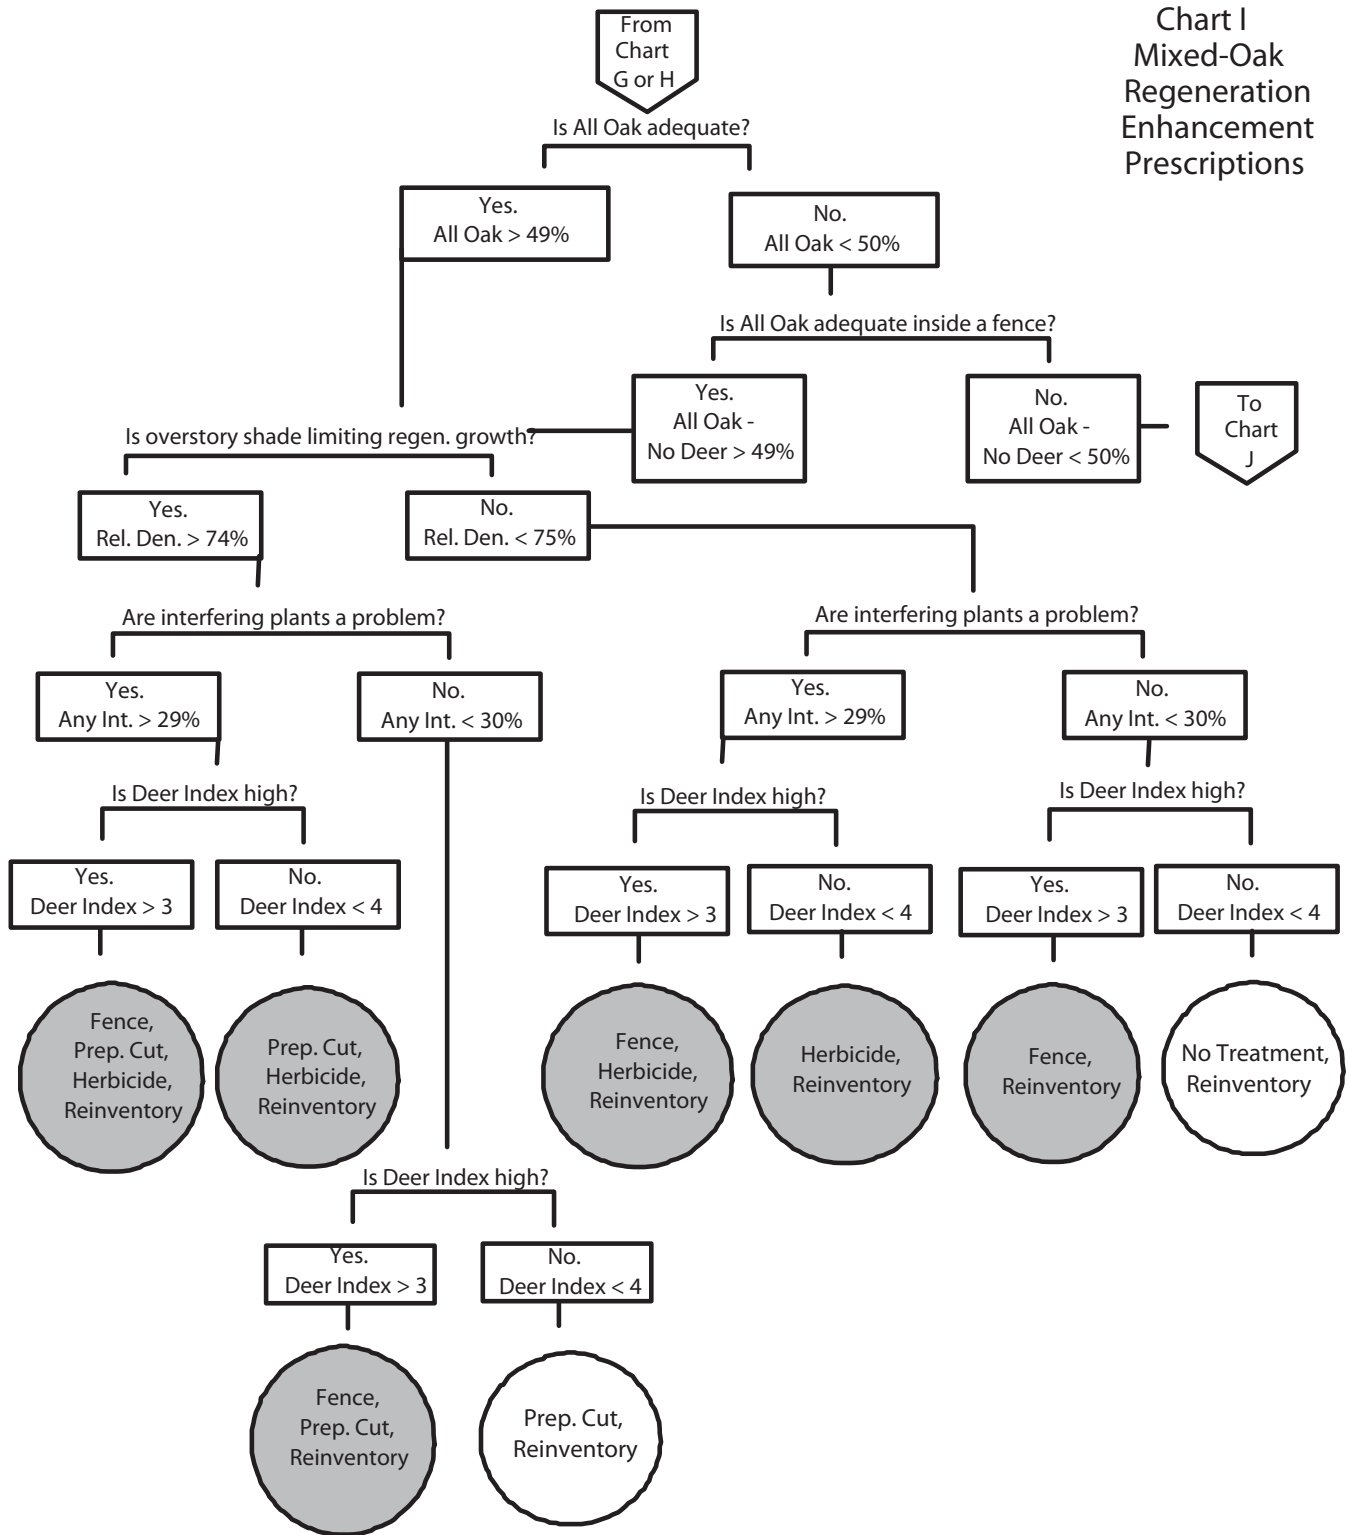 Chart I
Mixed-Oak
Regeneration
Enhancement
Prescriptions
From
Chart
G or H
Is All Oak adequate?
Yes.
All Oak > 49%
No.
All Oak < 50%
Is All Oak adequate inside a fence?
Yes.
All Oak -
No Deer > 49%
No.
All Oak -
No Deer < 50%
To
Chart
J
Is overstory shade limiting regen. growth?
Yes.
Rel. Den. > 74%
No.
Rel. Den. < 75%
Are interfering plants a problem?
Yes.
Any Int. > 29%
No.
Any Int. < 30%
Are interfering plants a problem?
Yes.
Any Int. > 29%
No.
Any Int. < 30%
Is Deer Index high?
Yes.
Deer Index > 3
No.
Deer Index < 4
Is Deer Index high?
Yes.
Deer Index > 3
No.
Deer Index < 4
Is Deer Index high?
Yes.
Deer Index > 3
No.
Deer Index < 4
Fence,
Prep. Cut,
Herbicide,
Reinventory
Prep. Cut,
Herbicide,
Reinventory
Fence,
Herbicide,
Reinventory
Herbicide,
Reinventory
Fence,
Reinventory
No Treatment,
Reinventory
Is Deer Index high?
Yes.
Deer Index > 3
No.
Deer Index < 4
Fence,
Prep. Cut,
Reinventory
Prep. Cut,
Reinventory